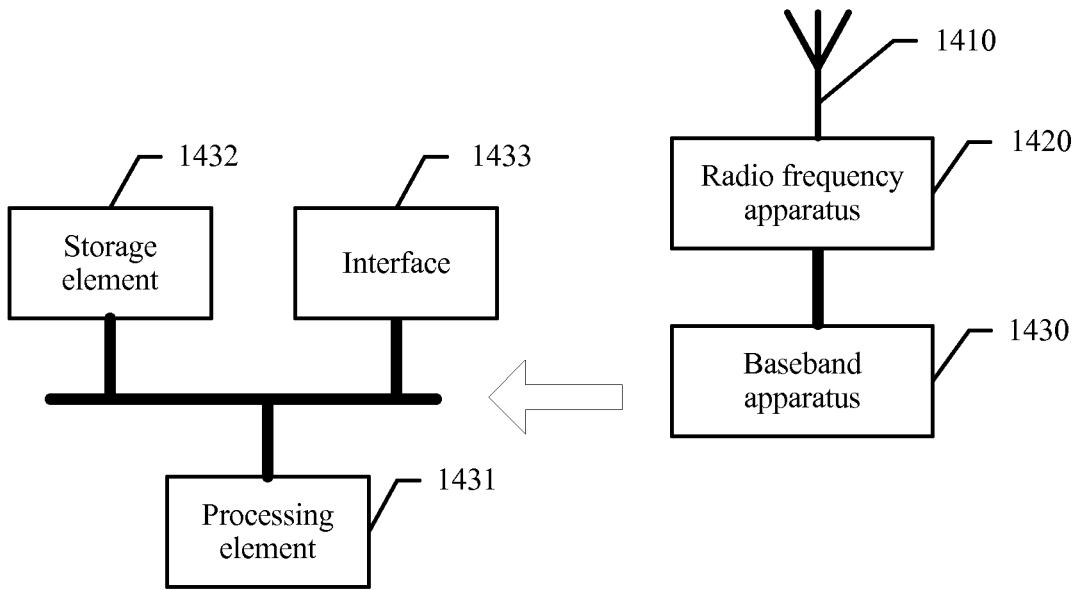 1410
1420
Radio frequency
apparatus
1432
1433
Storage
element
Interface
1430
Baseband
apparatus
1431
Processing
element